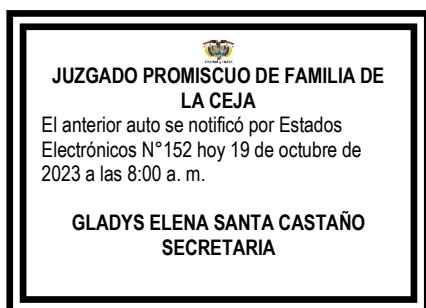 JUZGADO PROMISCUO DE FAMILIA DE
LA CEJA
El anterior auto se notificó por Estados
Electrónicos N°152 hoy 19 de octubre de
2023 a las 8:00 a. m.
GLADYS ELENA SANTA CASTAÑO
SECRETARIA